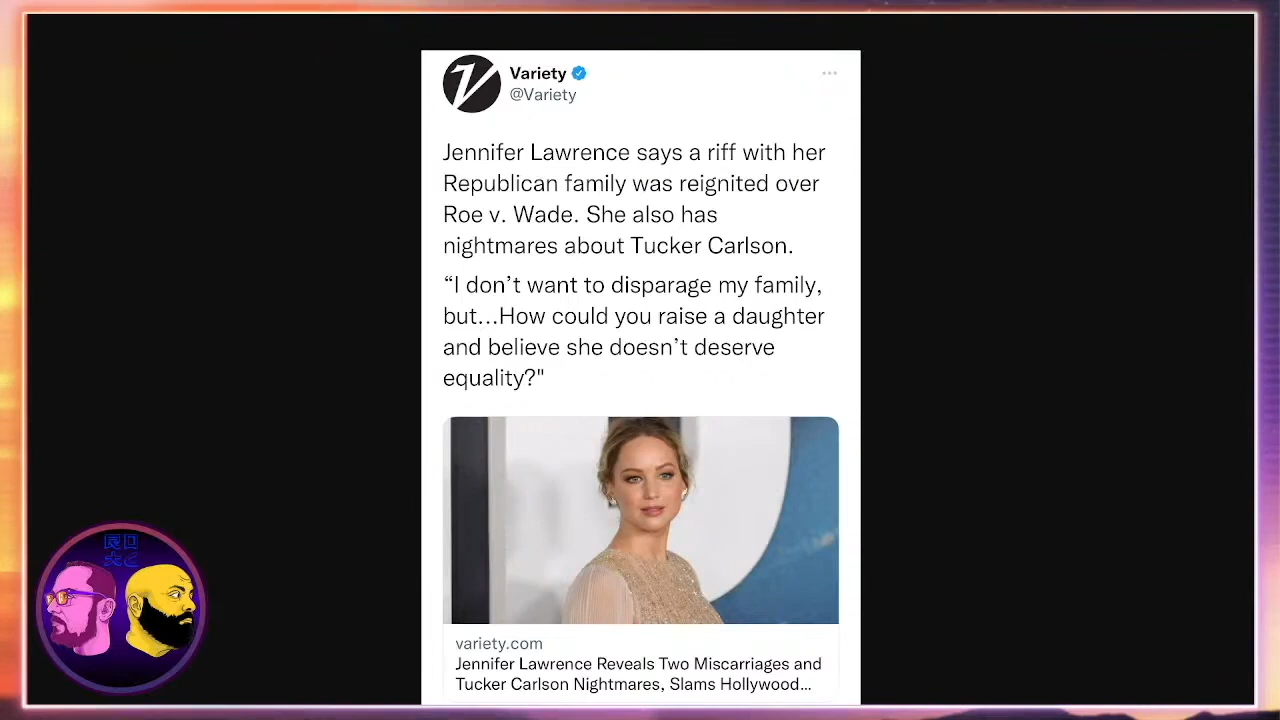 Variety
@Variety
Jennifer Lawrence says a riff with her
Republican family was reignited over
Roe v. Wade. She also has
nightmares about Tucker Carlson.
“I don’t want to disparage my family,
but...How could you raise a daughter
and believe she doesn’t deserve
equality?"
variety.com
Jennifer Lawrence Reveals Two Miscarriages and
Tucker Carlson Nightmares, Slams Hollywood...